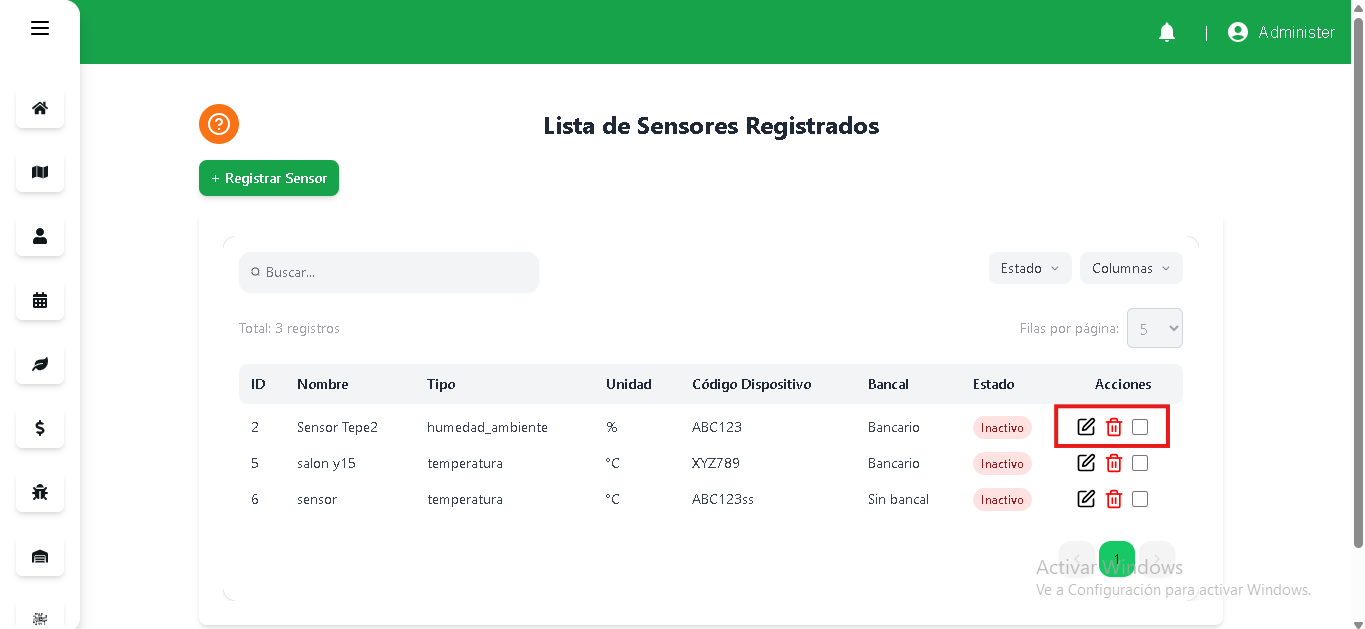 Administer
Lista de Sensores Registrados
+ Registrar Sensor
Buscar...
Estado Columnas
Total: 3 registros Filas por página: 5
ID Nombre Tipo Unidad Código Dispositivo Bancal Estado Acciones
2 Sensor Tepe2 humedad_ambiente % ABC123 Bancario Inactivo
5 salon y15 temperatura °C XYZ789 Bancario Inactivo
6 sensor temperatura °C ABC123ss Sin bancal Inactivo
1
Activar Windows
Ve a Configuración para activar Windows.